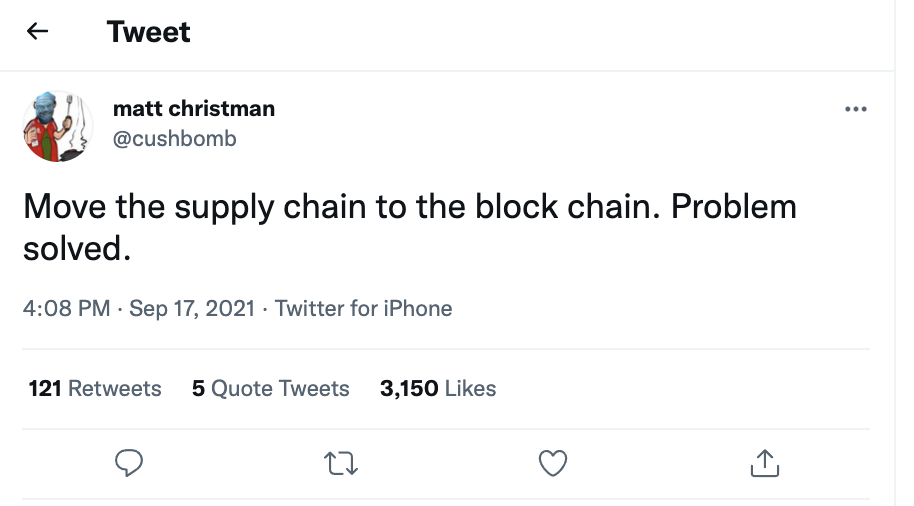 Tweet
matt christman
@cushbomb
Move the supply chain to the block chain. Problem
solved.
4:08 PM · Sep 17, 2021 · Twitter for iPhone
121 Retweets 5 Quote Tweets 3,150 Likes